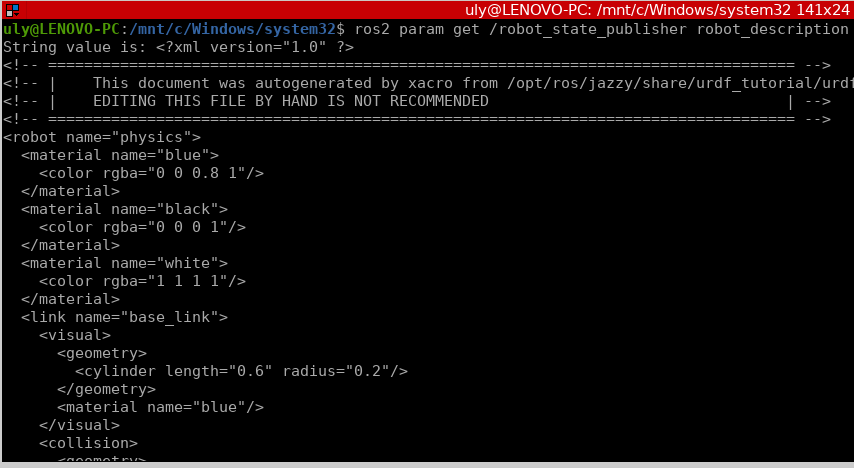 uly@LENOVO-PC: /mnt/c/Windows/system32 141x24
uly@LENOVO-PC:/mnt/c/Windows/system32$ ros2 param get /robot_state_publisher robot_description
String value is: <?xml version="1.0" ?>
<!-- =================================================================================== -->
<!-- |    This document was autogenerated by xacro from /opt/ros/jazzy/share/urdf_tutorial/urdf
<!-- |    EDITING THIS FILE BY HAND IS NOT RECOMMENDED                                 | -->
<!-- =================================================================================== -->
<robot name="physics">
  <material name="blue">
    <color rgba="0 0 0.8 1"/>
  </material>
  <material name="black">
    <color rgba="0 0 0 1"/>
  </material>
  <material name="white">
    <color rgba="1 1 1 1"/>
  </material>
  <link name="base_link">
    <visual>
      <geometry>
        <cylinder length="0.6" radius="0.2"/>
      </geometry>
      <material name="blue"/>
    </visual>
    <collision>
      <geometry>